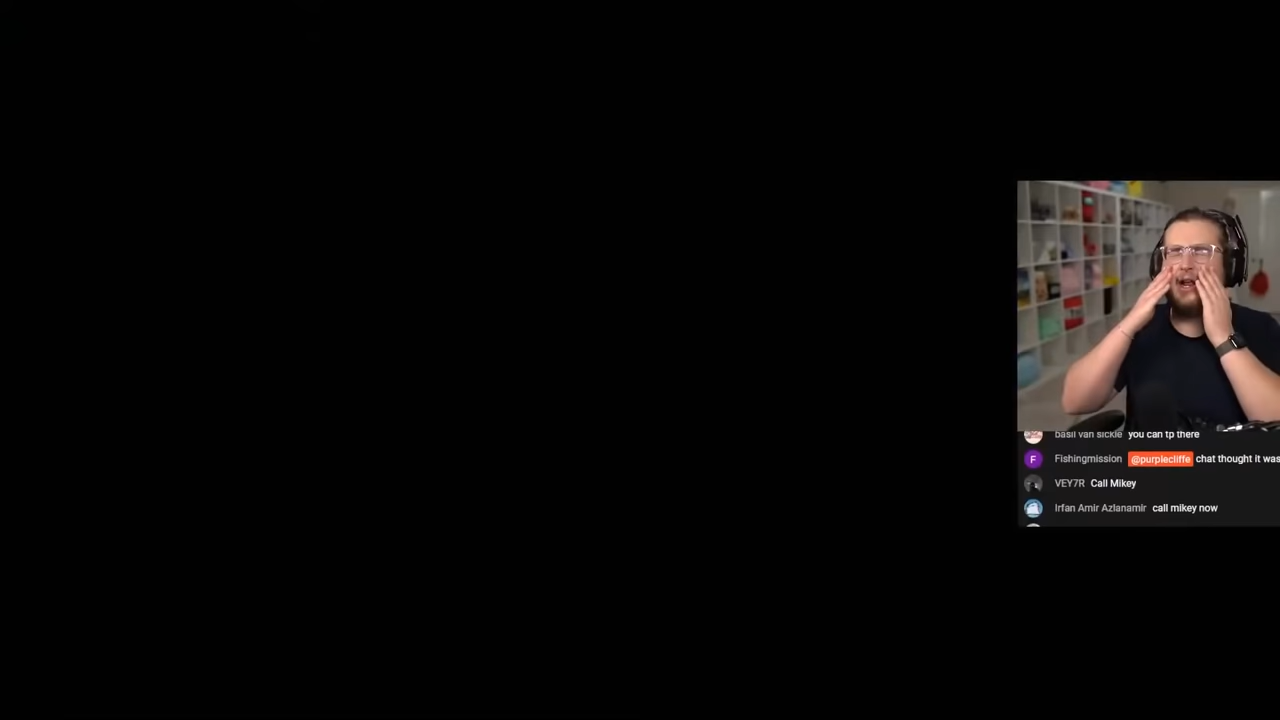 basil van sickle you can tp there
F Fishingmission @purplecliffe chat thought it was
VEY7R Call Mikey
Irfan Amir Azlanamir call mikey now